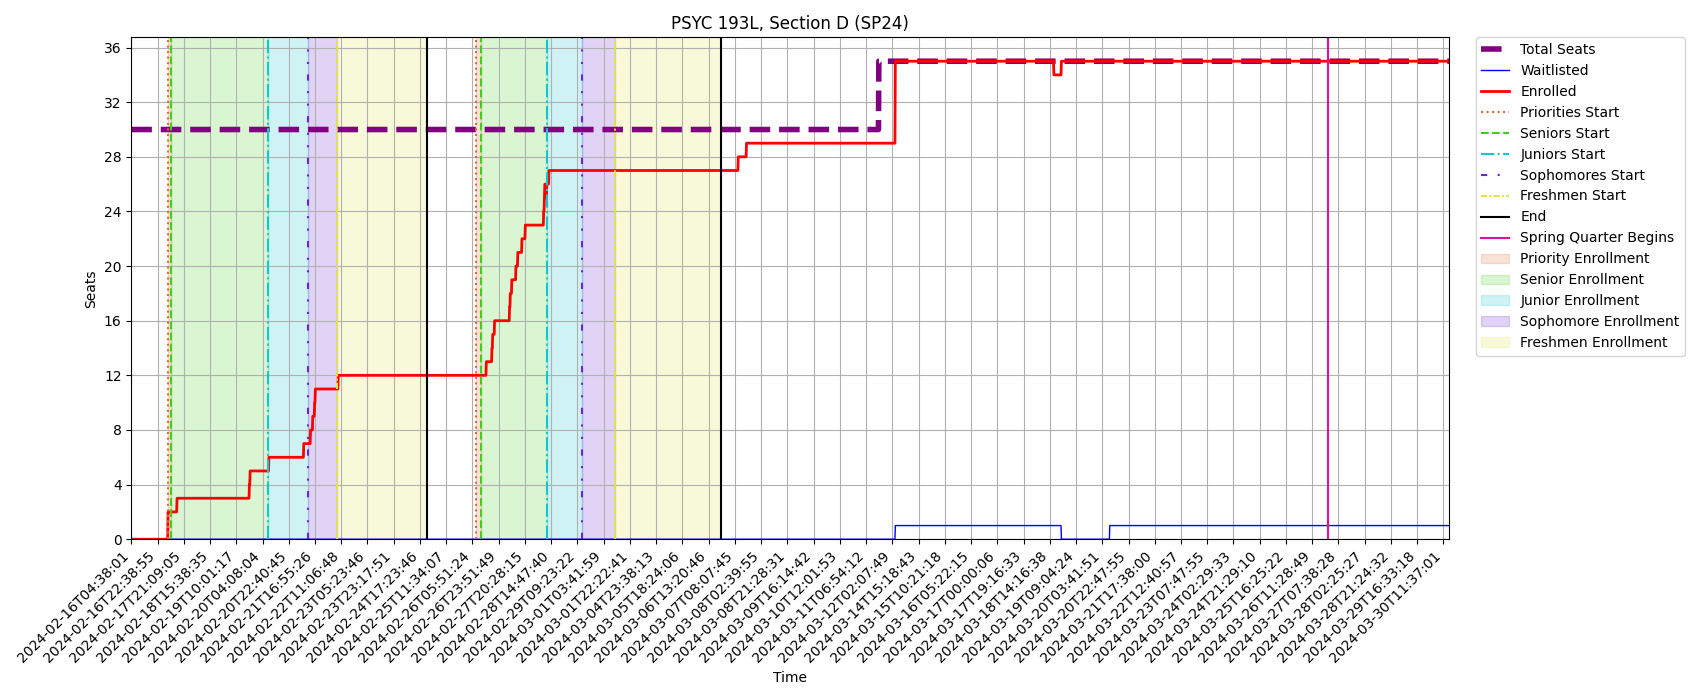 PSYC 193L, Section D (SP24)
Seats
36
32
28
24
20
16
12
8
4
0
2024-02-16T04:38:01
2024-02-16T22:38:55
2024-02-17T21:09:05
2024-02-18T15:38:35
2024-02-19T10:01:17
2024-02-20T04:08:04
2024-02-20T22:40:45
2024-02-21T16:55:26
2024-02-22T11:06:48
2024-02-23T05:23:46
2024-02-23T23:17:51
2024-02-24T17:23:46
2024-02-25T11:34:07
2024-02-26T05:51:24
2024-02-26T23:51:49
2024-02-27T20:28:15
2024-02-28T14:47:40
2024-02-29T09:23:22
2024-03-01T03:41:59
2024-03-01T22:22:41
2024-03-04T23:38:13
2024-03-05T18:24:06
2024-03-06T13:20:46
2024-03-07T08:07:45
2024-03-08T02:39:55
2024-03-08T21:28:31
2024-03-09T16:14:42
2024-03-10T12:01:53
2024-03-11T06:54:12
2024-03-12T02:07:49
2024-03-14T15:18:43
2024-03-15T10:21:18
2024-03-16T05:22:15
2024-03-17T00:00:06
2024-03-17T19:16:33
2024-03-18T14:16:38
2024-03-19T09:04:24
2024-03-20T03:41:51
2024-03-20T22:47:55
2024-03-21T17:38:00
2024-03-22T12:40:57
2024-03-23T07:47:55
2024-03-24T02:29:33
2024-03-24T21:29:10
2024-03-25T16:25:22
2024-03-26T11:28:49
2024-03-27T07:38:28
2024-03-28T02:25:27
2024-03-28T21:24:32
2024-03-29T16:33:18
2024-03-30T11:37:01
Time
Total Seats
Waitlisted
Enrolled
Priorities Start
Seniors Start
Juniors Start
Sophomores Start
Freshmen Start
End
Spring Quarter Begins
Priority Enrollment
Senior Enrollment
Junior Enrollment
Sophomore Enrollment
Freshmen Enrollment